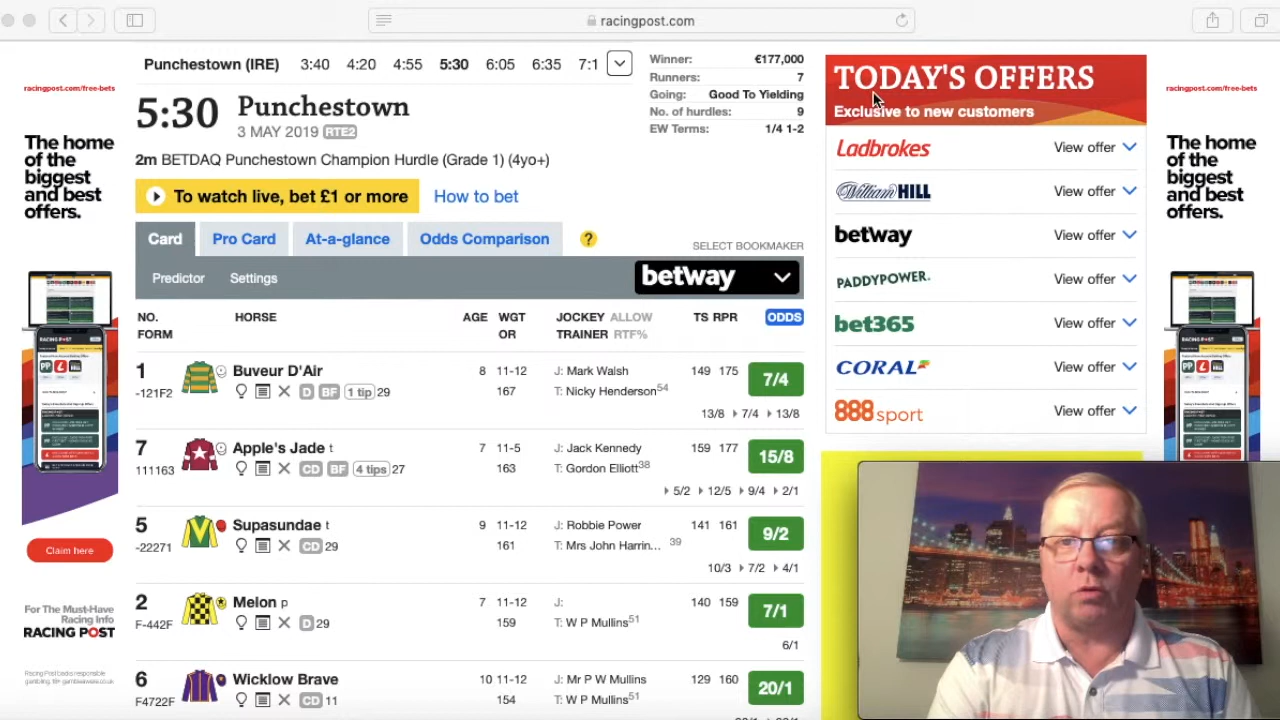 racingpost.com
Punchestown (IRE) 3:40 4:20 4:55 5:30 6:05 6:35 7:1
5:30 Punchestown
3 MAY 2019 RTE2
2m BETDAQ Punchestown Champion Hurdle (Grade 1) (4yo+)
Winner: €177,000
Runners: 7
Going: Good To Yielding
No. of hurdles: 9
EW Terms: 1/4 1-2
To watch live, bet £1 or more How to bet
Card Pro Card At-a-glance Odds Comparison ?
SELECT BOOKMAKER
Predictor Settings betway
NO. HORSE AGE WGT JOCKEY ALLOW TS RPR ODDS
FORM OR TRAINER RTF%
1 Buveur D'Air 8 11-12 J: Mark Walsh 149 175 7/4
-121F2 D BF 1 tip 29 167 T: Nicky Henderson 54
13/8 7/4 13/8
7 Apple's Jade 7 11-5 J: Jack Kennedy 159 177 15/8
111163 CD BF 4 tips 27 163 T: Gordon Elliott 38
5/2 12/5 9/4 2/1
5 Supasundae t 9 11-12 J: Robbie Power 141 161 9/2
-22271 CD 29 161 T: Mrs John Harrin... 39
10/3 7/2 4/1
2 Melon p 7 11-12 J: 140 159 7/1
F-442F D 29 159 T: W P Mullins 51
6/1
6 Wicklow Brave 10 11-12 J: Mr P W Mullins 129 160 20/1
F4722F CD 11 154 T: W P Mullins 51
TODAY'S OFFERS
Exclusive to new customers
Ladbrokes View offer
William HILL View offer
betway View offer
PADDYPOWER. View offer
bet365 View offer
CORAL View offer
888sport View offer
racingpost.com/free-bets
The home
of the
biggest
and best
offers.
RACING POST
Claim here
For The Must-Have
Racing Info
RACING POST
racingpost.com/free-bets
The home
of the
biggest
and best
offers.
RACING POST